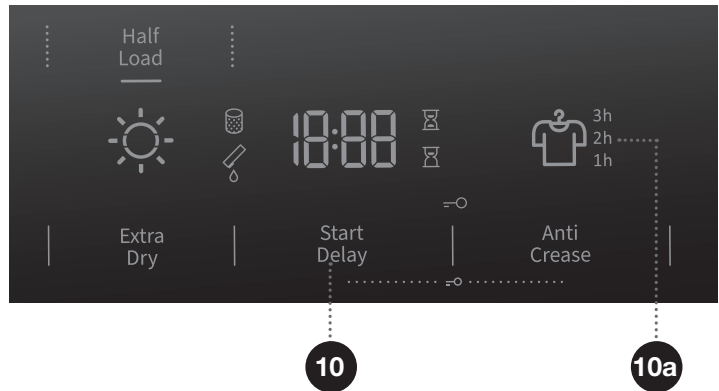 Half
Load
18:88
3h
2h
1h
Extra
Dry
Start
Delay
Anti
Crease
10
10a